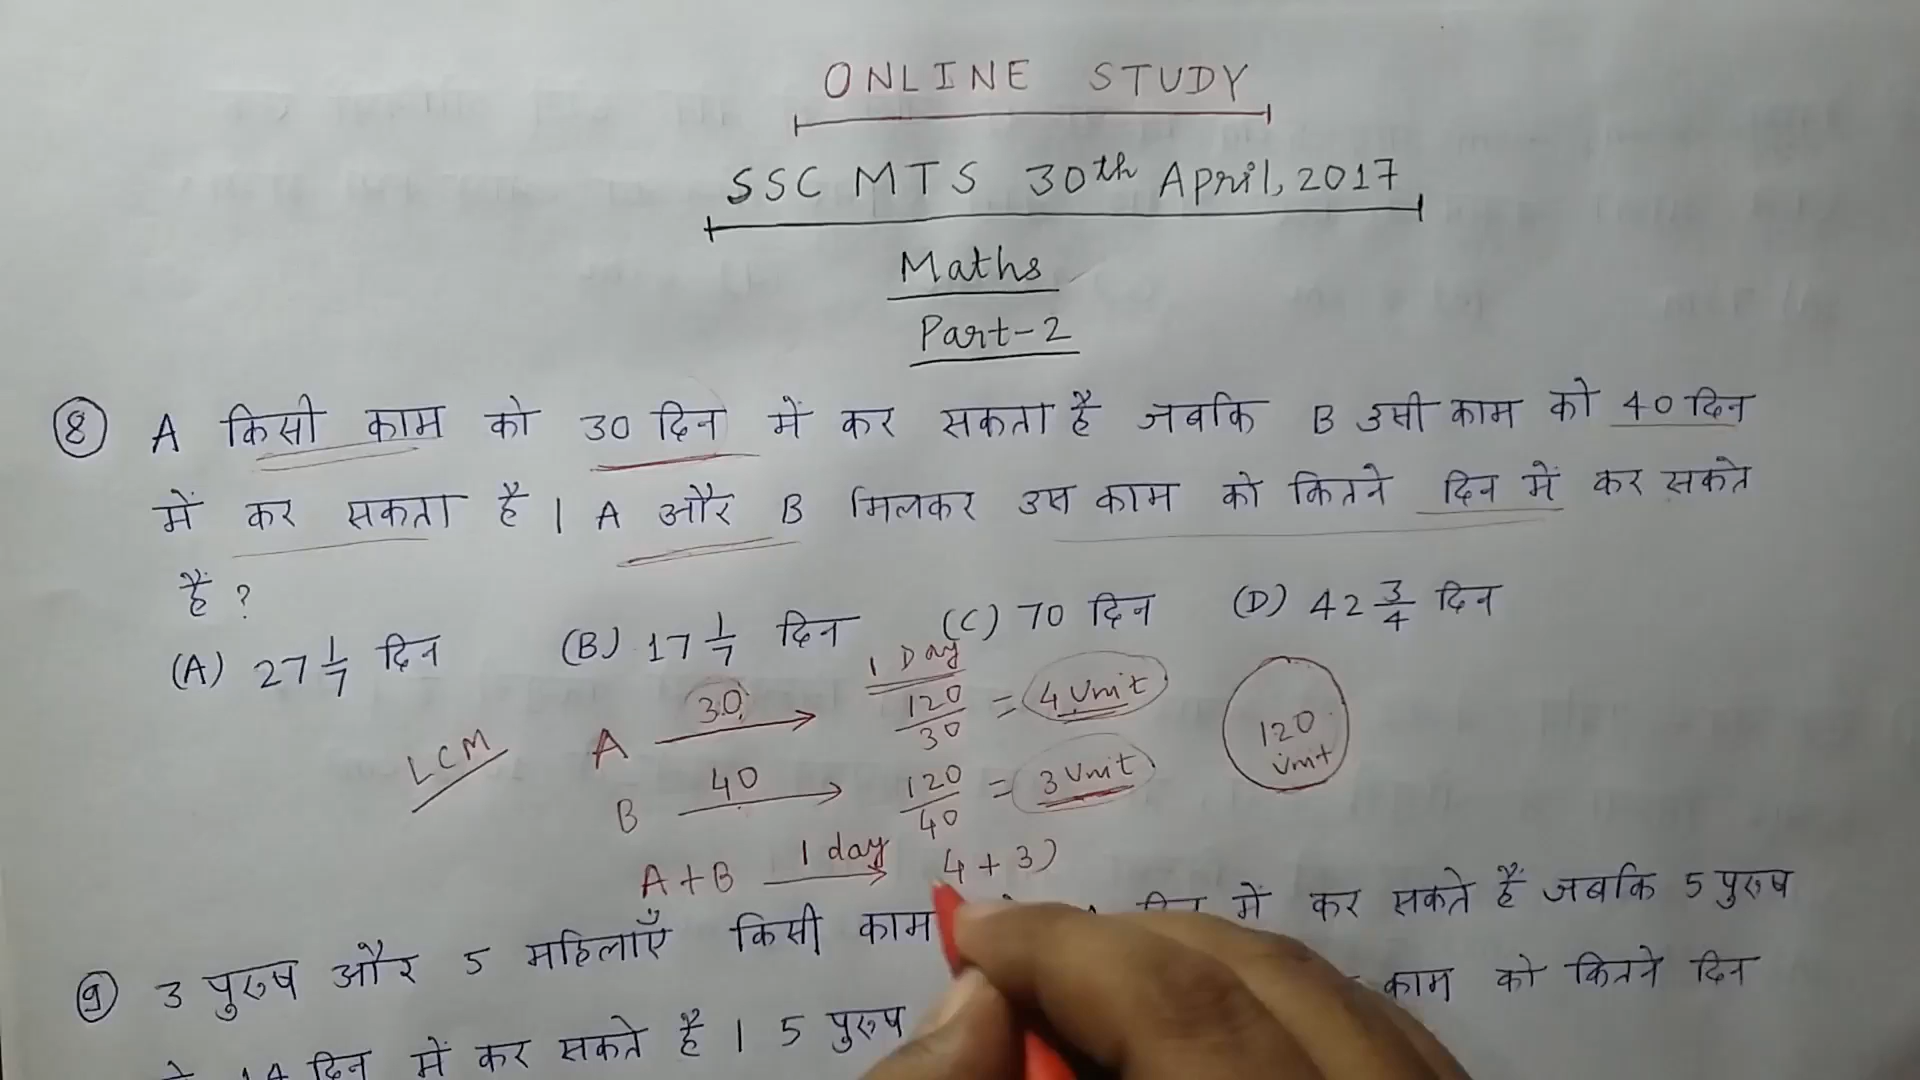 ONLINE STUDY
SSC MTS 30th April, 2017
Maths
Part-2
⑧ A किसी काम को 30 दिन में कर सकता है जबकि B उसी काम को 40 दिन
में कर सकता है । A और B मिलकर उस काम को कितने दिन में कर सकते
हैं ?
(A) 27 1/7 दिन (B) 17 1/7 दिन (C) 70 दिन (D) 42 3/4 दिन
1 Day
LCM A 30 → 120/30 = 4 Unit
B 40 → 120/40 = 3 Unit
120 Unit
A+B 1 day → 4+3)
⑨ 3 पुरुष और 5 महिलाएँ किसी काम में कर सकते हैं जबकि 5 पुरुष
काम को कितने दिन
14 दिन में कर सकते है । 5 पुरुष